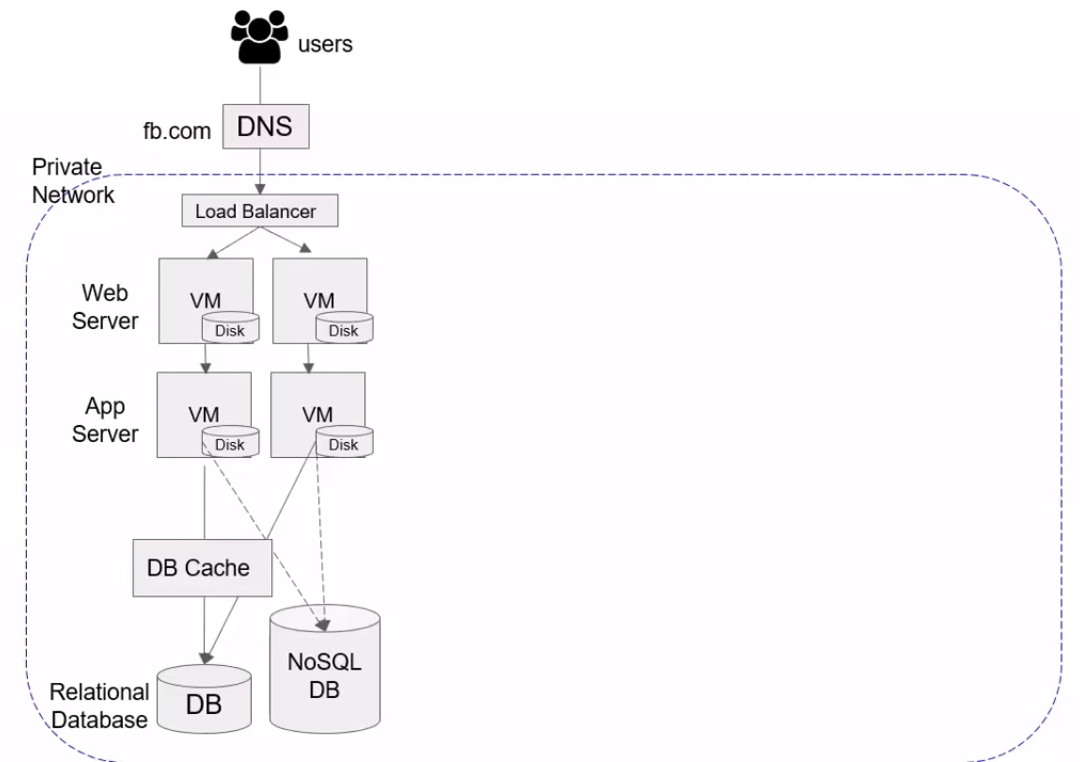 users
fb.com
DNS
Private
Network
Load Balancer
Web
Server
VM
Disk
VM
Disk
App
Server
VM
Disk
VM
Disk
DB Cache
NoSQL
DB
Relational
Database
DB